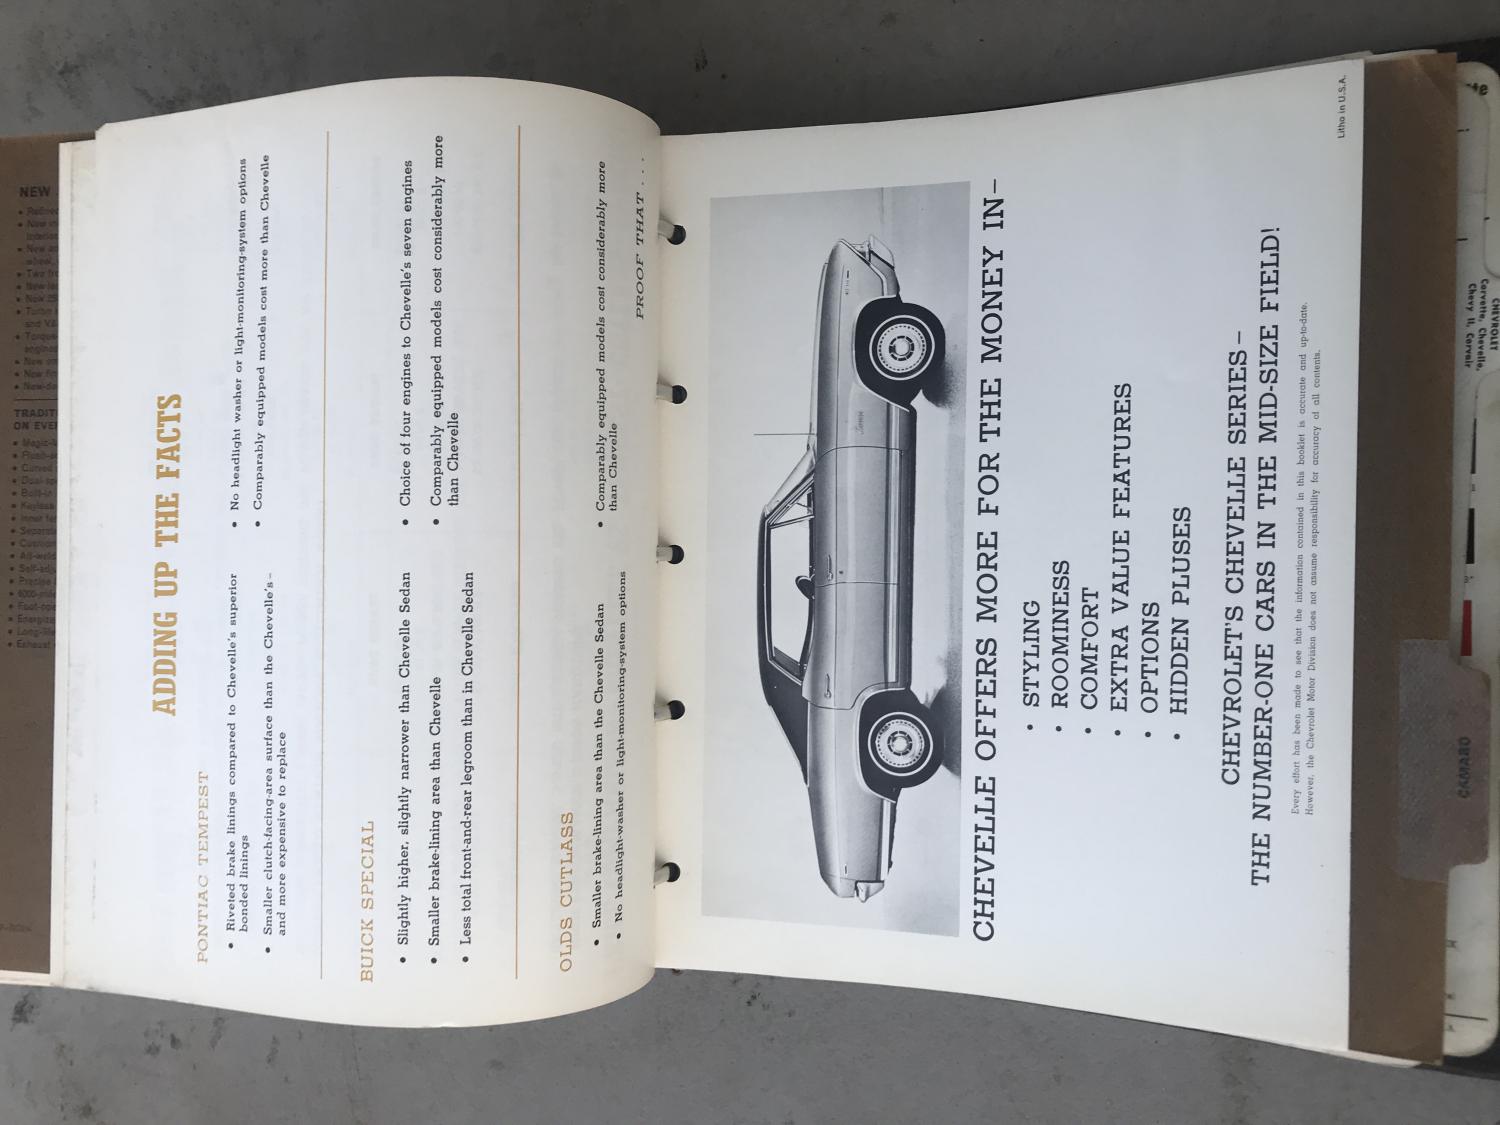 ADDING UP THE FACTS
PONTIAC TEMPEST
• Riveted brake linings compared to Chevelle's superior
bonded linings
• Smaller clutch-facing-area surface than the Chevelle's –
and more expensive to replace
• No headlight washer or light-monitoring-system options
• Comparably equipped models cost more than Chevelle
BUICK SPECIAL
• Slightly higher, slightly narrower than Chevelle Sedan
• Smaller brake-lining area than Chevelle
• Less total front-and-rear legroom than in Chevelle Sedan
• Choice of four engines to Chevelle's seven engines
• Comparably equipped models cost considerably more
than Chevelle
OLDS CUTLASS
• Smaller brake-lining area than the Chevelle Sedan
• No headlight-washer or light-monitoring-system options
• Comparably equipped models cost considerably more
than Chevelle
PROOF THAT . . .
CHEVELLE OFFERS MORE FOR THE MONEY IN–
• STYLING
• ROOMINESS
• COMFORT
• EXTRA VALUE FEATURES
• OPTIONS
• HIDDEN PLUSES
CHEVROLET'S CHEVELLE SERIES –
THE NUMBER-ONE CARS IN THE MID-SIZE FIELD!
Every effort has been made to see that the information contained in this booklet is accurate and up-to-date.
However, the Chevrolet Motor Division does not assume responsibility for accuracy of all contents.
Litho in U.S.A.
NEW
TRADIT
ON EVER
CAMARO
CHEVROLET
Corvette, Chevelle,
Chevy II, Corvair